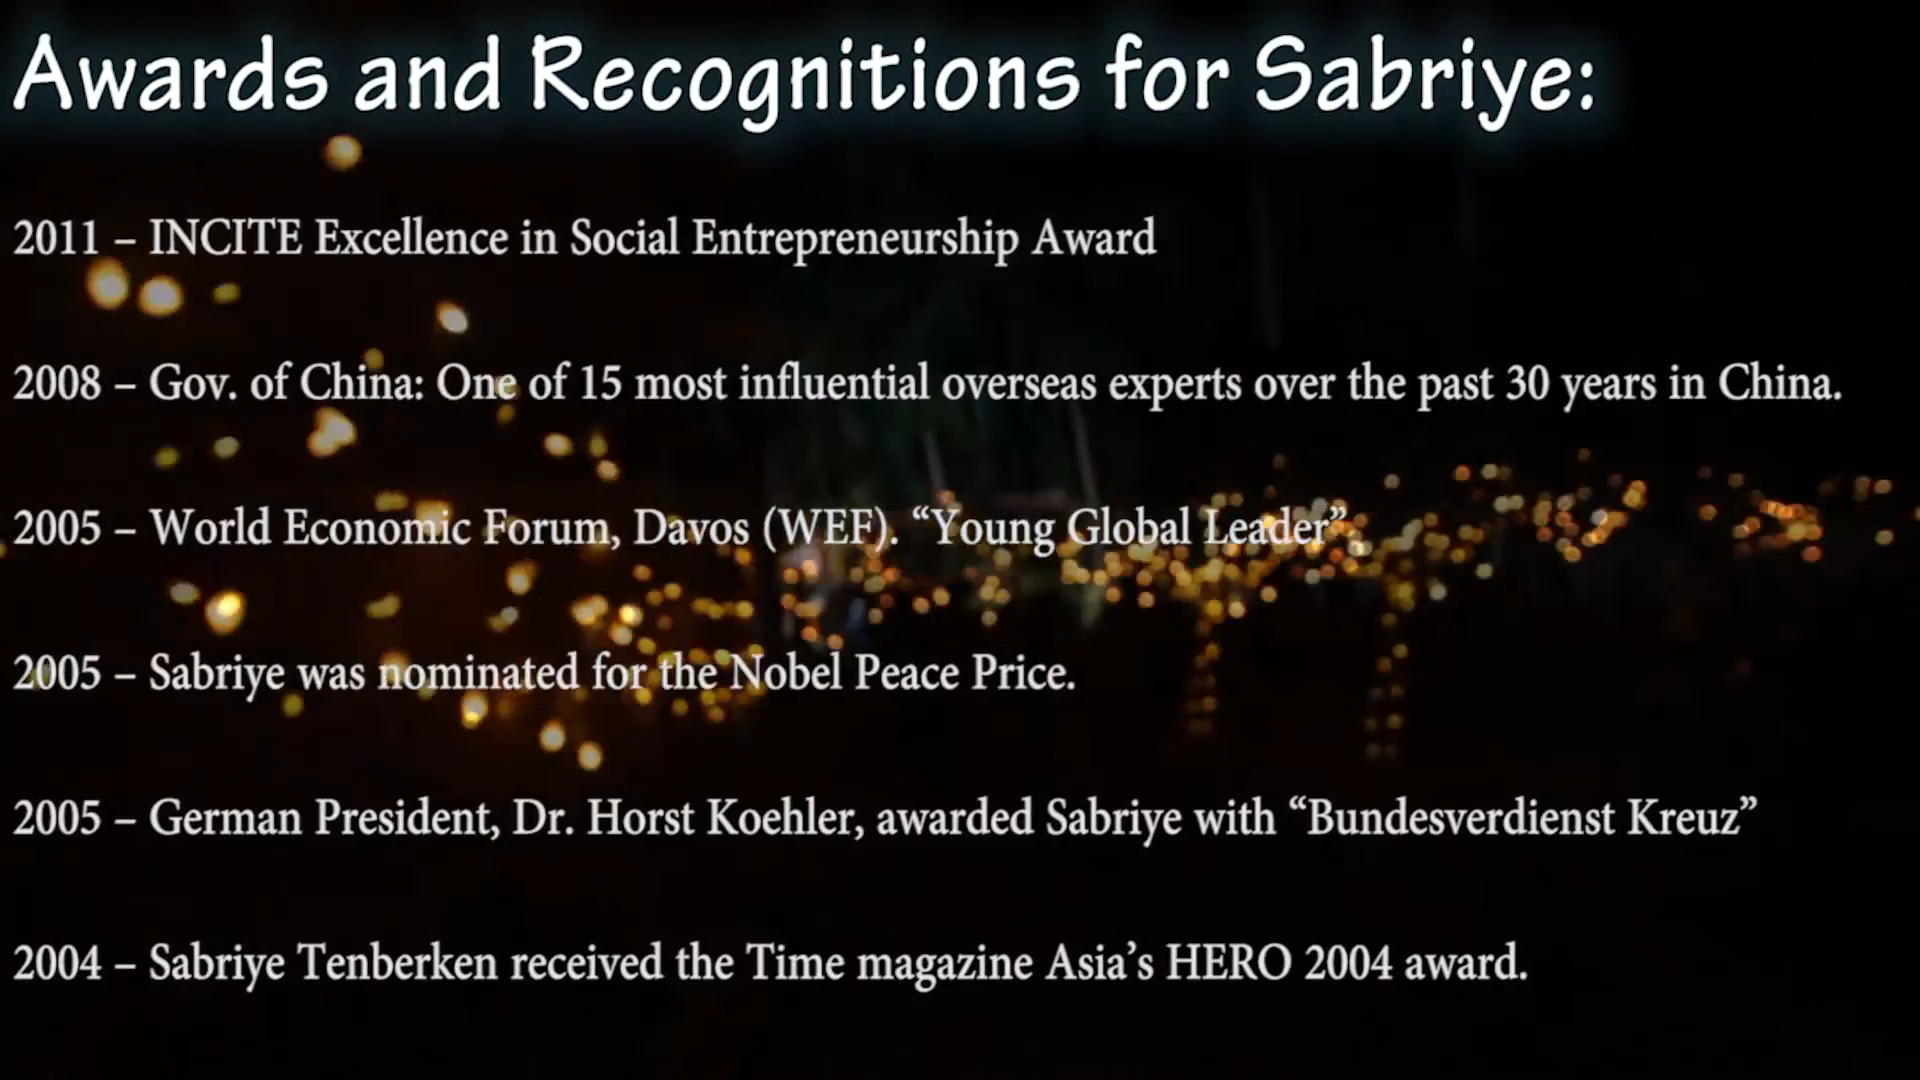 Awards and Recognitions for Sabriye:
2011 – INCITE Excellence in Social Entrepreneurship Award
2008 – Gov. of China: One of 15 most influential overseas experts over the past 30 years in China.
2005 – World Economic Forum, Davos (WEF). “Young Global Leader”.
2005 – Sabriye was nominated for the Nobel Peace Price.
2005 – German President, Dr. Horst Koehler, awarded Sabriye with “Bundesverdienst Kreuz”
2004 – Sabriye Tenberken received the Time magazine Asia’s HERO 2004 award.